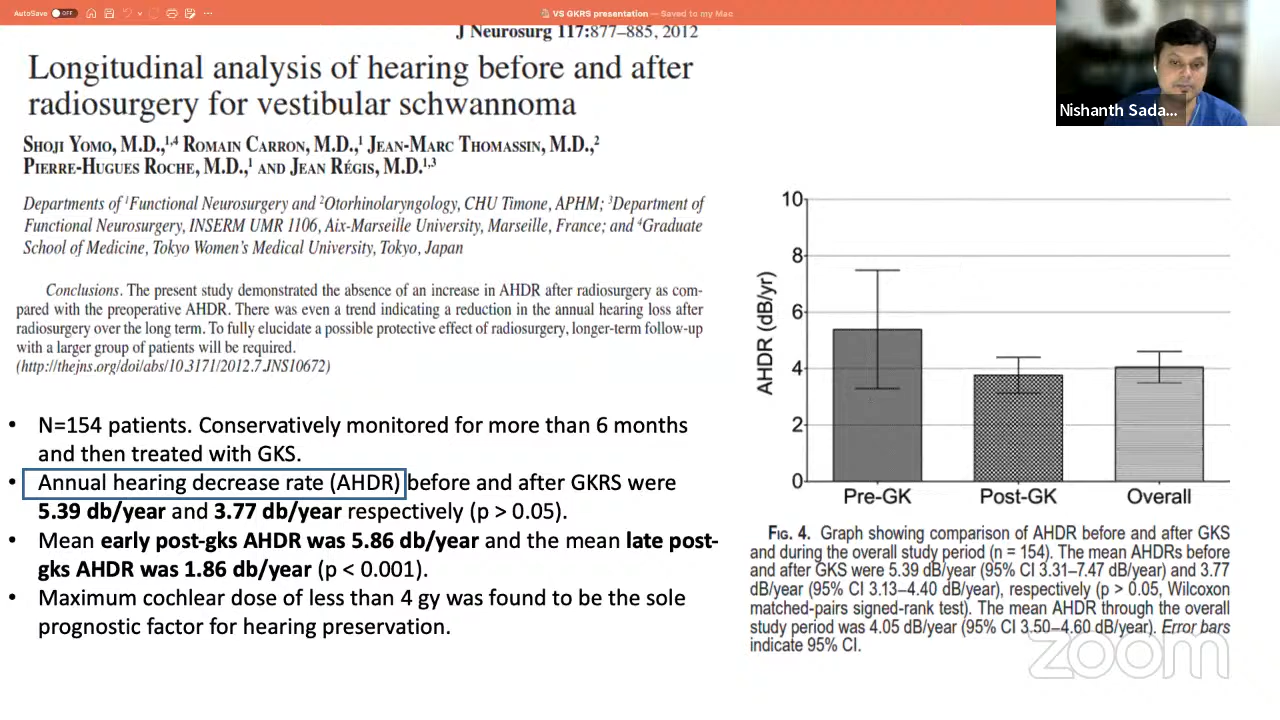 AutoSave OFF
VS GKRS presentation — Saved to my Mac
J Neurosurg 117:877–885, 2012
Longitudinal analysis of hearing before and after
radiosurgery for vestibular schwannoma
Shoji Yomo, M.D.,1,4 Romain Carron, M.D.,1 Jean-Marc Thomassin, M.D.,2
Pierre-Hugues Roche, M.D.,1 and Jean Régis, M.D.1,3
Departments of 1Functional Neurosurgery and 2Otorhinolaryngology, CHU Timone, APHM; 3Department of
Functional Neurosurgery, INSERM UMR 1106, Aix-Marseille University, Marseille, France; and 4Graduate
School of Medicine, Tokyo Women's Medical University, Tokyo, Japan
Conclusions. The present study demonstrated the absence of an increase in AHDR after radiosurgery as com-
pared with the preoperative AHDR. There was even a trend indicating a reduction in the annual hearing loss after
radiosurgery over the long term. To fully elucidate a possible protective effect of radiosurgery, longer-term follow-up
with a larger group of patients will be required.
(http://thejns.org/doi/abs/10.3171/2012.7.JNS10672)
• N=154 patients. Conservatively monitored for more than 6 months
and then treated with GKS.
• Annual hearing decrease rate (AHDR) before and after GKRS were
5.39 db/year and 3.77 db/year respectively (p > 0.05).
• Mean early post-gks AHDR was 5.86 db/year and the mean late post-
gks AHDR was 1.86 db/year (p < 0.001).
• Maximum cochlear dose of less than 4 gy was found to be the sole
prognostic factor for hearing preservation.
Nishanth Sada...
10
8
6
4
2
0
AHDR (dB/yr)
Pre-GK Post-GK Overall
Fig. 4. Graph showing comparison of AHDR before and after GKS
and during the overall study period (n = 154). The mean AHDRs before
and after GKS were 5.39 dB/year (95% CI 3.31–7.47 dB/year) and 3.77
dB/year (95% CI 3.13–4.40 dB/year), respectively (p > 0.05, Wilcoxon
matched-pairs signed-rank test). The mean AHDR through the overall
study period was 4.05 dB/year (95% CI 3.50–4.60 dB/year). Error bars
indicate 95% CI.
zoom